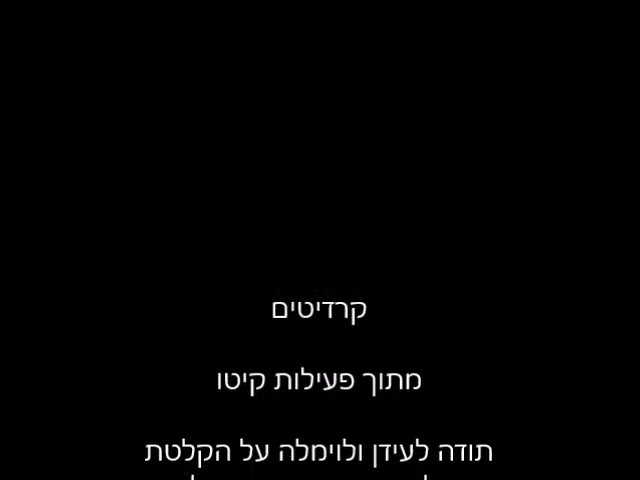 קרדיטים
מתוך פעילות קיטו
תודה לעידן ולוימלה על הקלטת